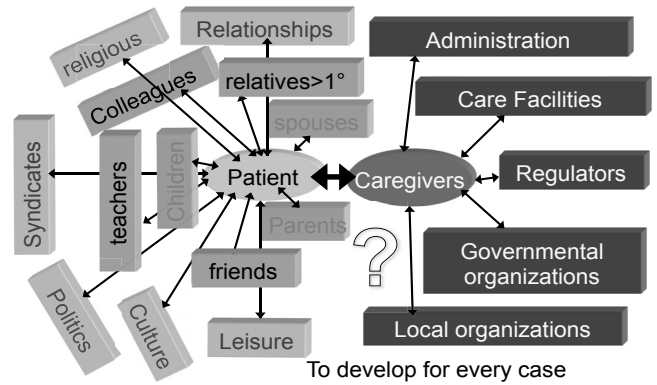 Relationships
religious
relatives>1°
Colleagues
spouses
Syndicates
teachers
Children
Patient
Parents
friends
Politics
Culture
Leisure
Administration
Care Facilities
Caregivers
Regulators
?
Governmental
organizations
Local organizations
To develop for every case